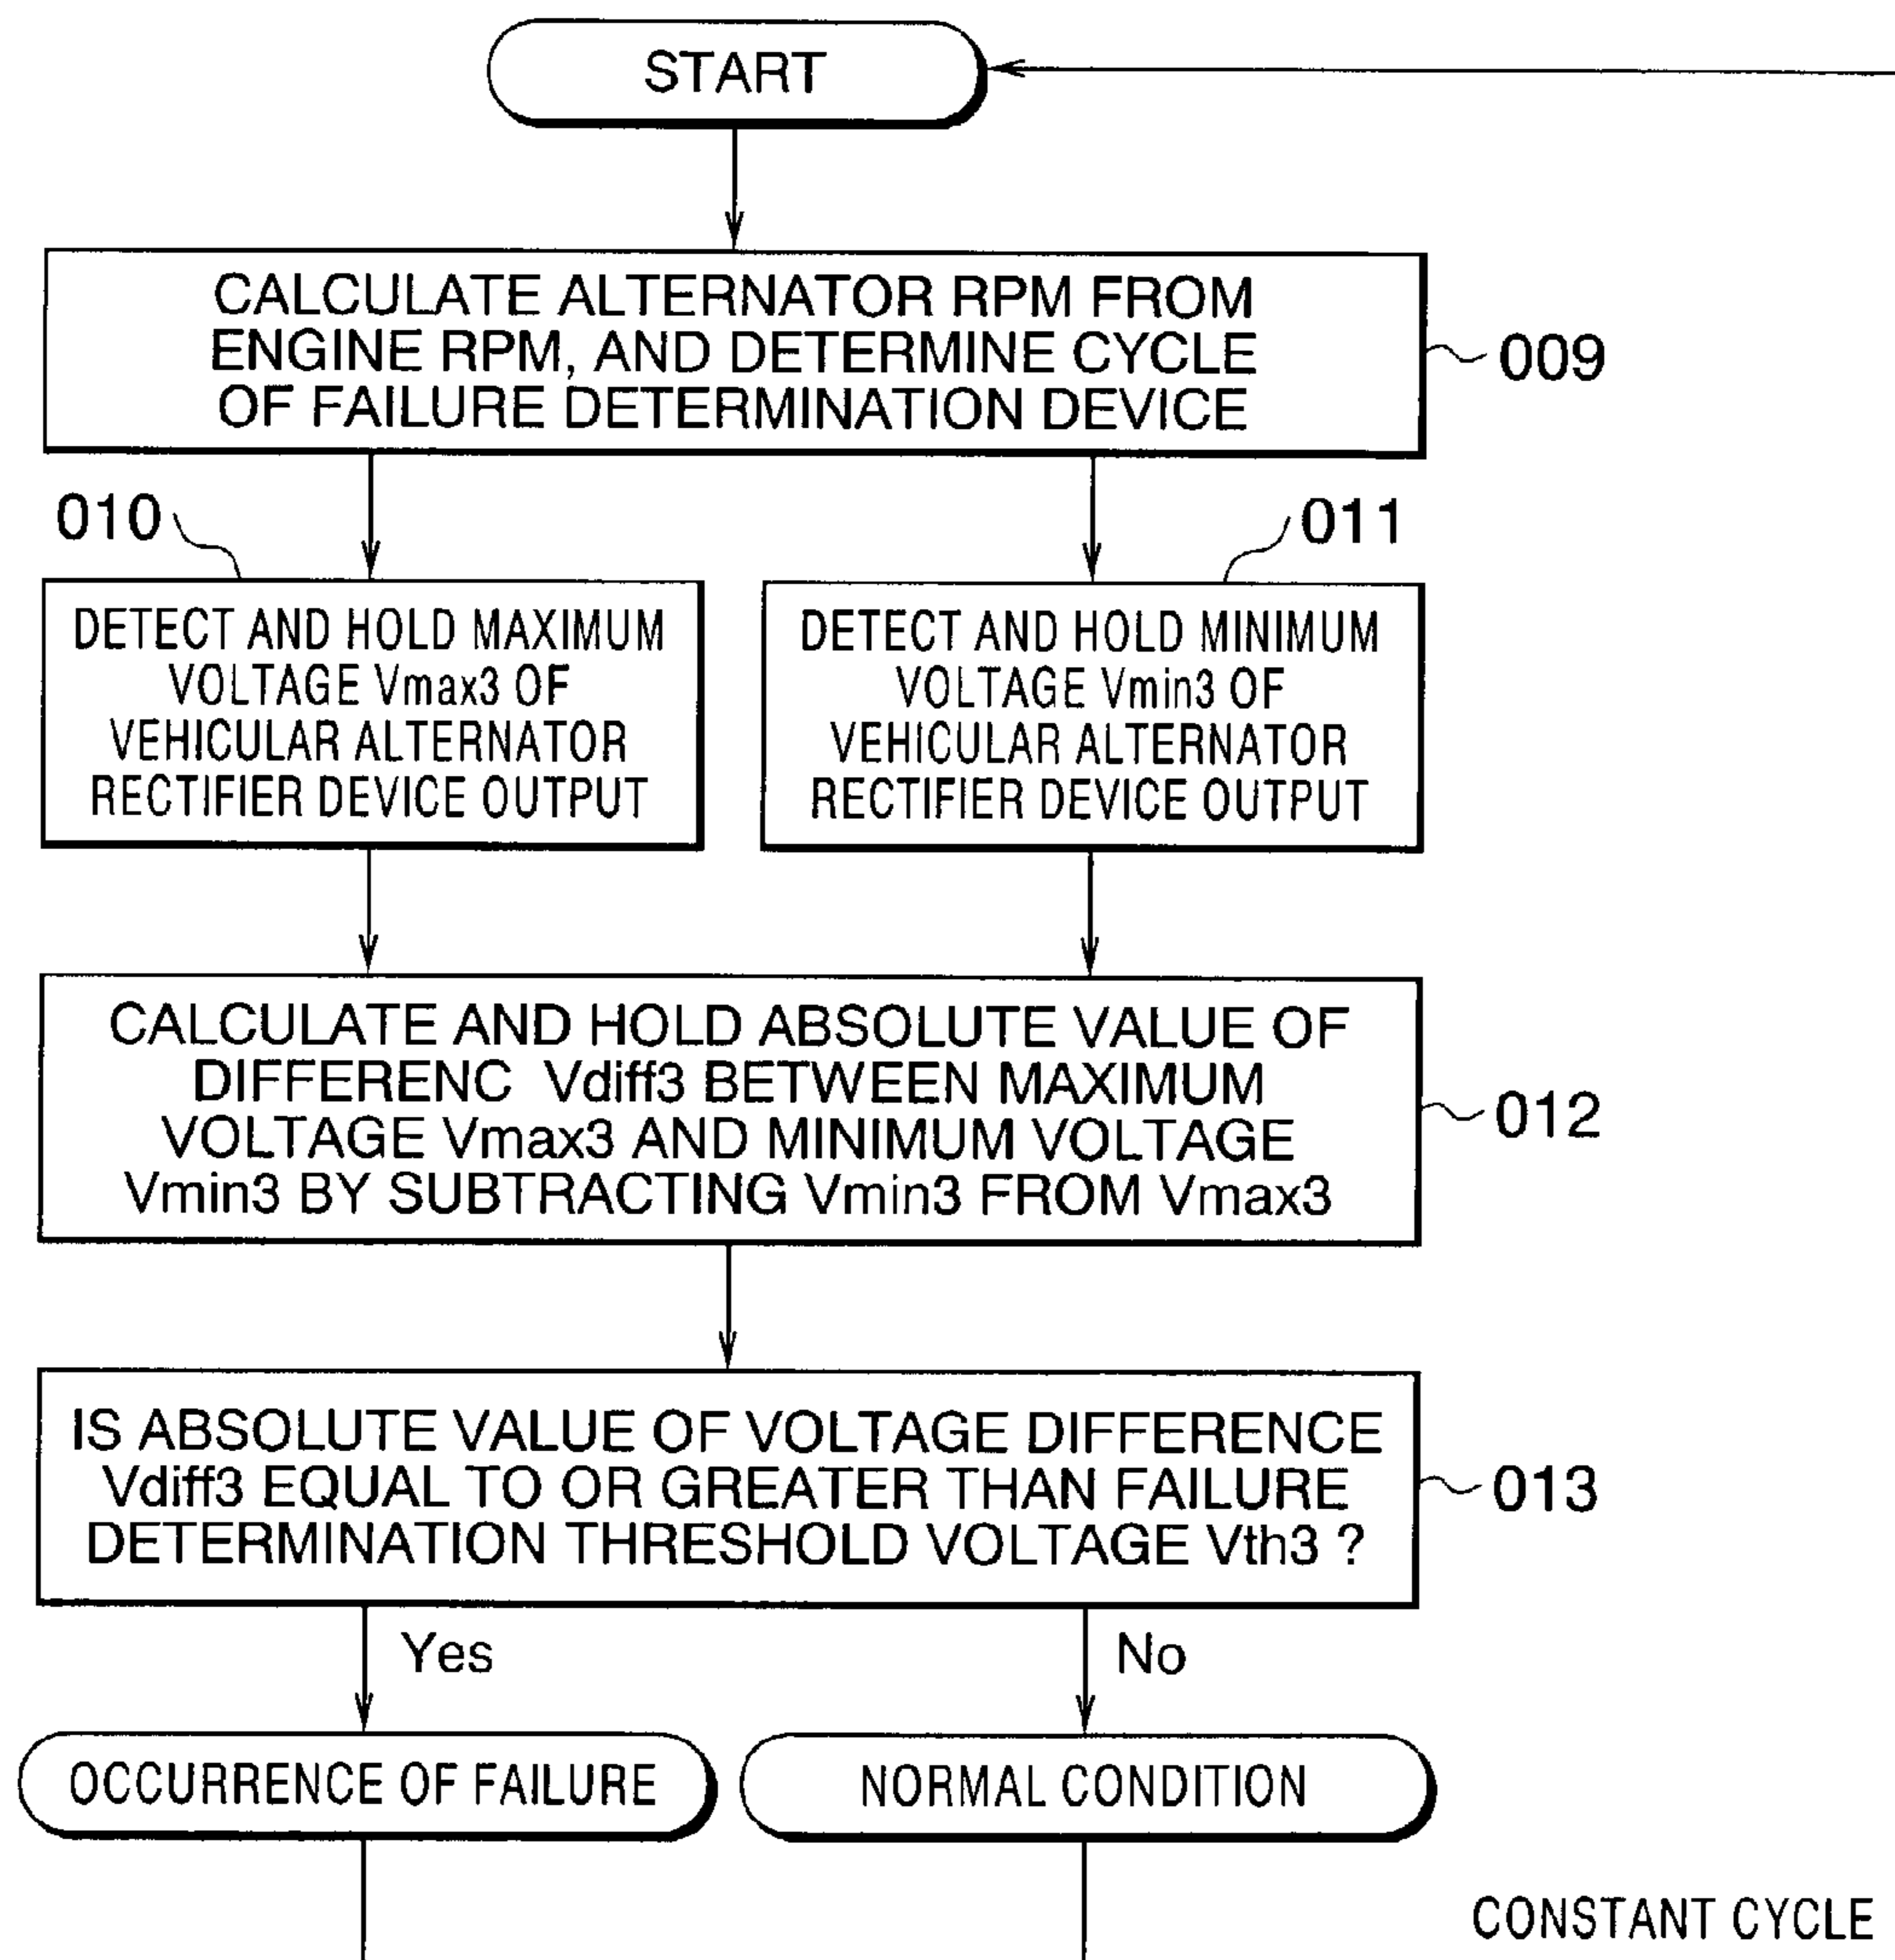 START
CALCULATE ALTERNATOR RPM FROM
ENGINE RPM, AND DETERMINE CYCLE
OF FAILURE DETERMINATION DEVICE
009
010
DETECT AND HOLD MAXIMUM
VOLTAGE Vmax3 OF
VEHICULAR ALTERNATOR
RECTIFIER DEVICE OUTPUT
011
DETECT AND HOLD MINIMUM
VOLTAGE Vmin3 OF
VEHICULAR ALTERNATOR
RECTIFIER DEVICE OUTPUT
CALCULATE AND HOLD ABSOLUTE VALUE OF
DIFFERENC Vdiff3 BETWEEN MAXIMUM
VOLTAGE Vmax3 AND MINIMUM VOLTAGE
Vmin3 BY SUBTRACTING Vmin3 FROM Vmax3
012
IS ABSOLUTE VALUE OF VOLTAGE DIFFERENCE
Vdiff3 EQUAL TO OR GREATER THAN FAILURE
DETERMINATION THRESHOLD VOLTAGE Vth3 ?
013
Yes
No
OCCURRENCE OF FAILURE
NORMAL CONDITION
CONSTANT CYCLE